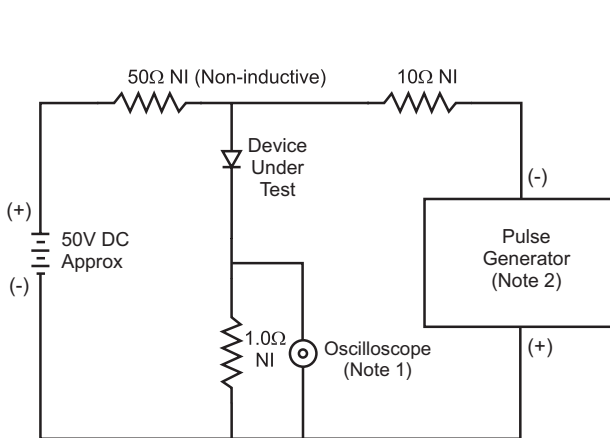 50Ω NI (Non-inductive)
10Ω NI
Device
Under
Test
(-)
(+)
50V DC
Approx
(-)
Pulse
Generator
(Note 2)
1.0Ω
NI
Oscilloscope
(Note 1)
(+)